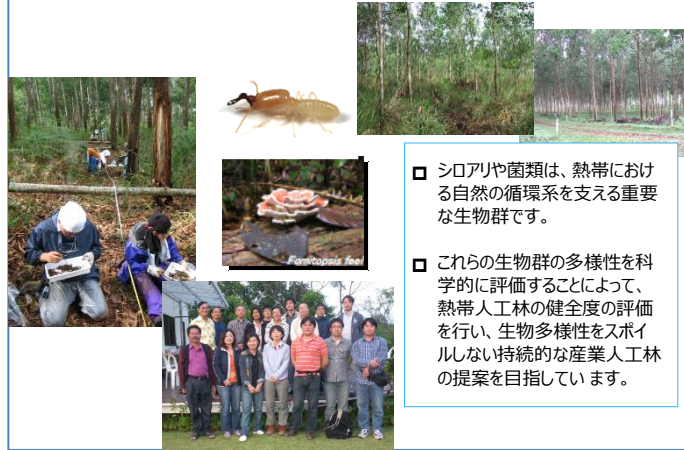 Fomitopsis feei
□ シロアリや菌類は、熱帯におけ
る自然の循環系を支える重要
な生物群です。
□ これらの生物群の多様性を科
学的に評価することによって、
熱帯人工林の健全度の評価
を行い、生物多様性をスポイ
ルしない持続的な産業人工林
の提案を目指してい ます。